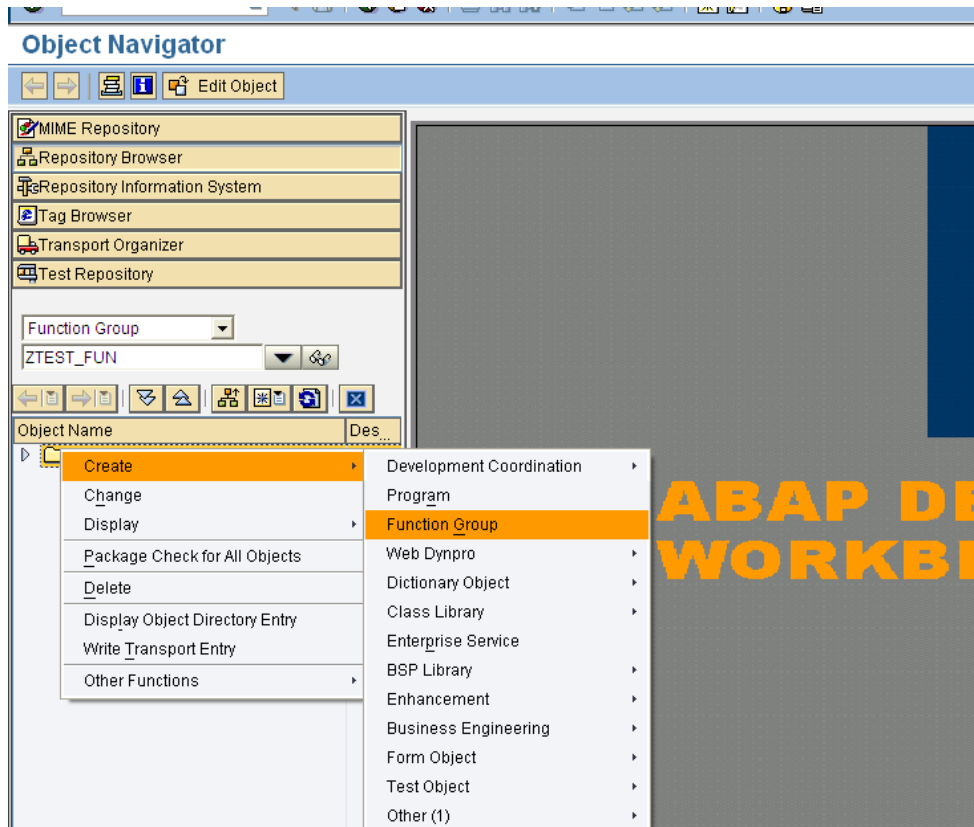 Object Navigator
Edit Object
MIME Repository
Repository Browser
Repository Information System
Tag Browser
Transport Organizer
Test Repository
Function Group
ZTEST_FUN
Object Name Des...
Create
Change
Display
Package Check for All Objects
Delete
Display Object Directory Entry
Write Transport Entry
Other Functions
Development Coordination
Program
Function Group
Web Dynpro
Dictionary Object
Class Library
Enterprise Service
BSP Library
Enhancement
Business Engineering
Form Object
Test Object
Other (1)
ABAP DE
WORKBE